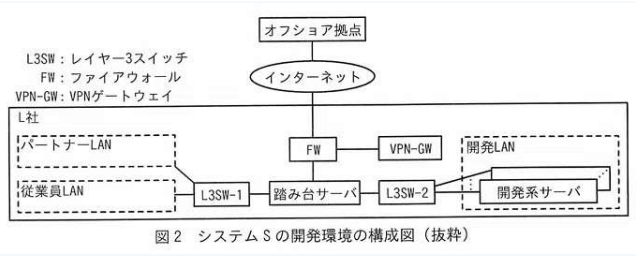 オフショア拠点
L3SW：レイヤー3スイッチ
FW：ファイアウォール
VPN-GW：VPNゲートウェイ
インターネット
L社
パートナーLAN
FW
VPN-GW
開発LAN
従業員LAN
L3SW-1
踏み台サーバ
L3SW-2
開発系サーバ
図2 システムSの開発環境の構成図（抜粋）